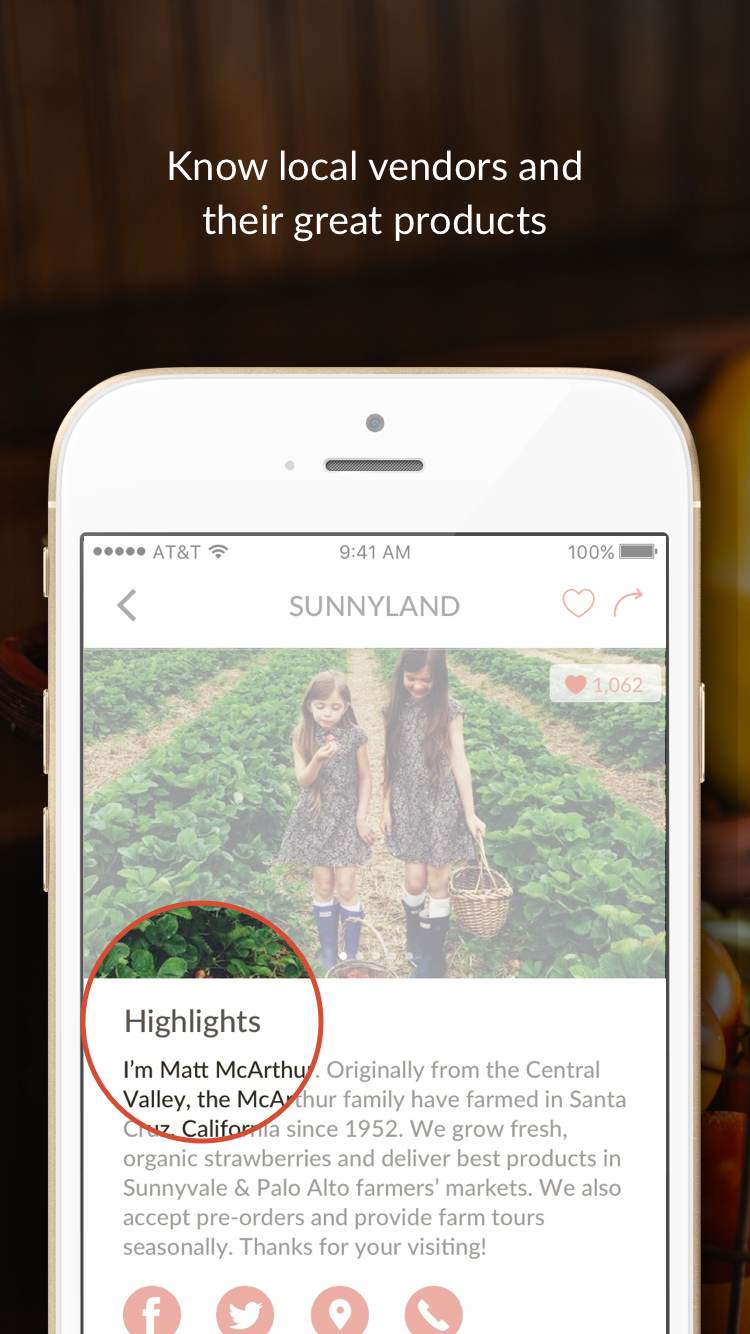 Know local vendors and
their great products
AT&T 9:41 AM 100%
SUNNYLAND
1,062
Highlights
I'm Matt McArthur. Originally from the Central
Valley, the McArthur family have farmed in Santa
Cruz, California since 1952. We grow fresh,
organic strawberries and deliver best products in
Sunnyvale & Palo Alto farmers' markets. We also
accept pre-orders and provide farm tours
seasonally. Thanks for your visiting!